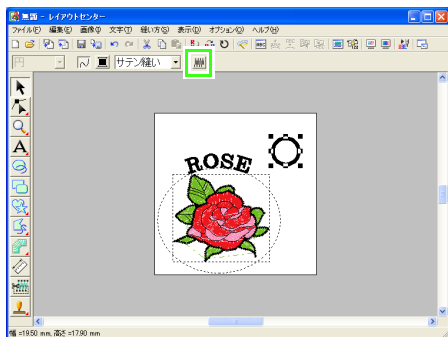 無題 - レイアウトセンター
ファイル(F) 編集(E) 画像(O) 文字(T) 縫い方(S) 表示(D) オプション(O) ヘルプ(H)
円 サテン縫い
A
ROSE
幅 =19.50 mm, 高さ =17.90 mm